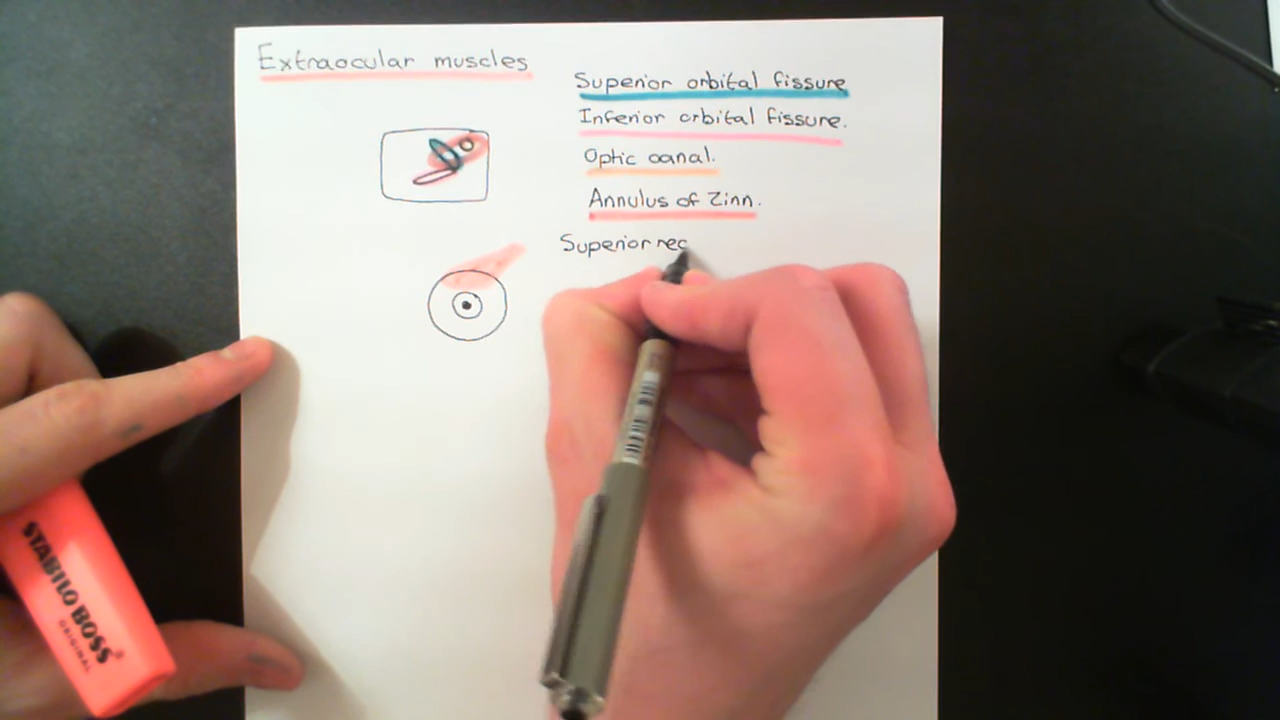 Extraocular muscles
Superior orbital fissure
Inferior orbital fissure.
Optic canal.
Annulus of Zinn.
Superior rec
STABILO BOSS
ORIGINAL